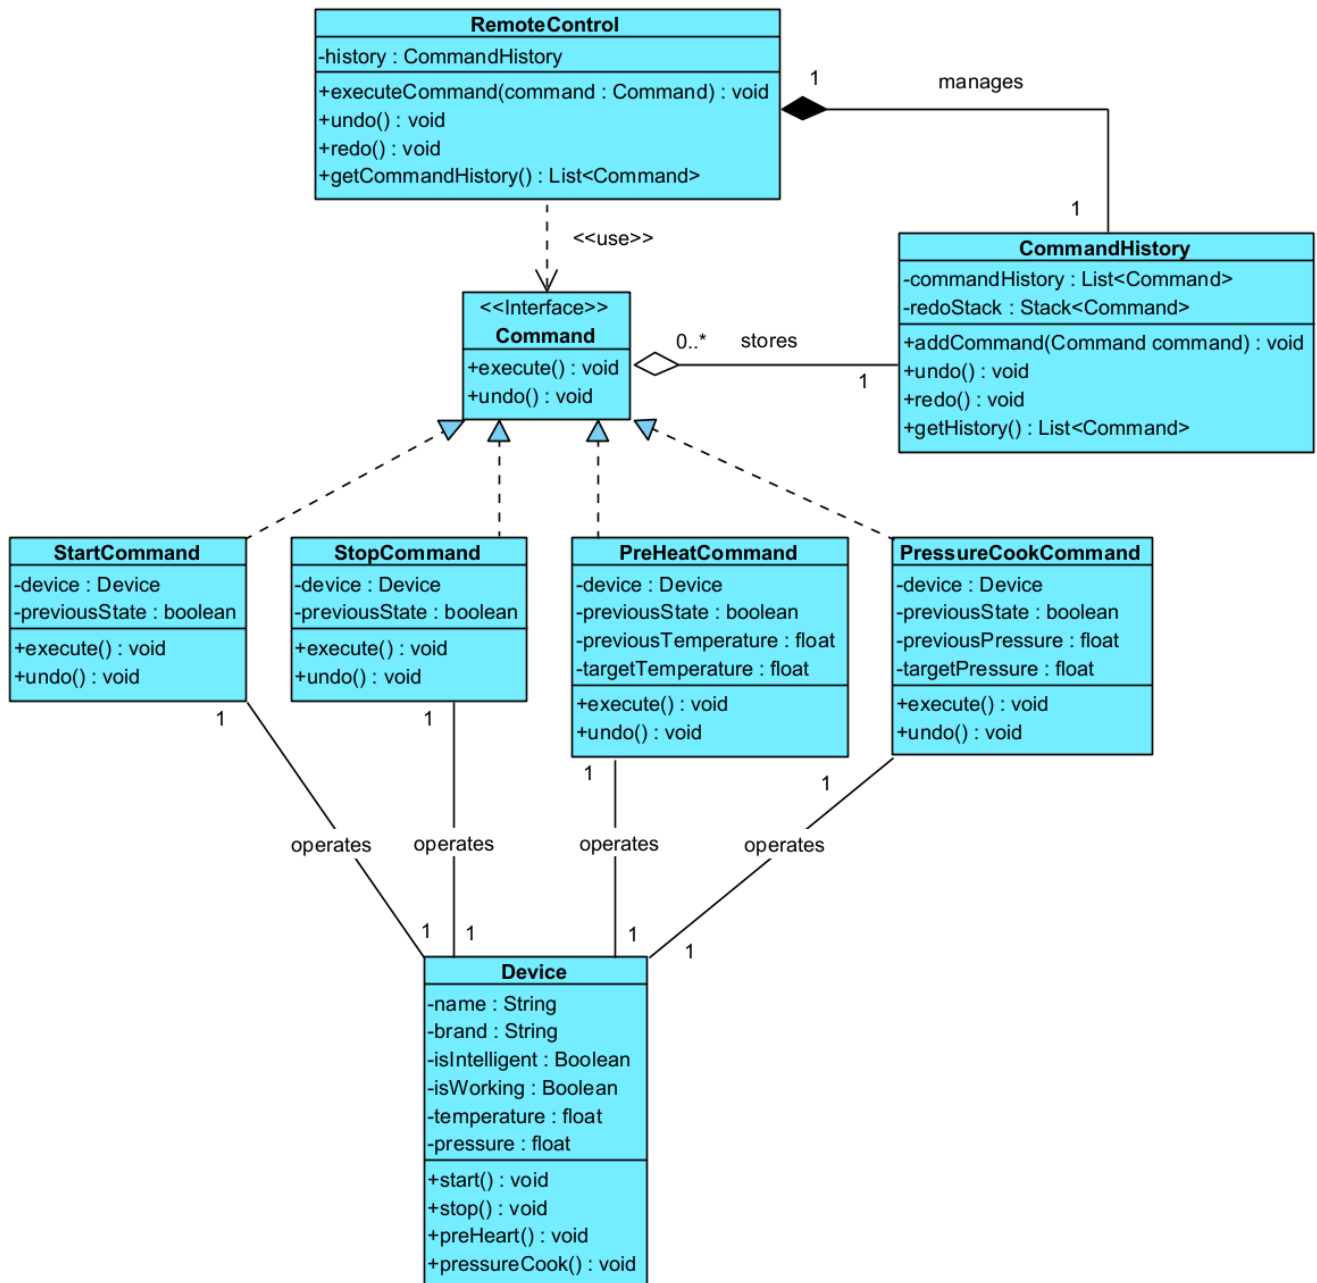 RemoteControl
-history : CommandHistory
+executeCommand(command : Command) : void
+undo() : void
+redo() : void
+getCommandHistory() : List<Command>
1
manages
1
<<use>>
CommandHistory
-commandHistory : List<Command>
-redoStack : Stack<Command>
+addCommand(Command command) : void
+undo() : void
+redo() : void
+getHistory() : List<Command>
<<Interface>>
Command
+execute() : void
+undo() : void
0..*
stores
1
StartCommand
-device : Device
-previousState : boolean
+execute() : void
+undo() : void
StopCommand
-device : Device
-previousState : boolean
+execute() : void
+undo() : void
PreHeatCommand
-device : Device
-previousState : boolean
-previousTemperature : float
-targetTemperature : float
+execute() : void
+undo() : void
PressureCookCommand
-device : Device
-previousState : boolean
-previousPressure : float
-targetPressure : float
+execute() : void
+undo() : void
1
1
1
1
operates
operates
operates
operates
1
1
1
1
Device
-name : String
-brand : String
-isIntelligent : Boolean
-isWorking : Boolean
-temperature : float
-pressure : float
+start() : void
+stop() : void
+preHeart() : void
+pressureCook() : void